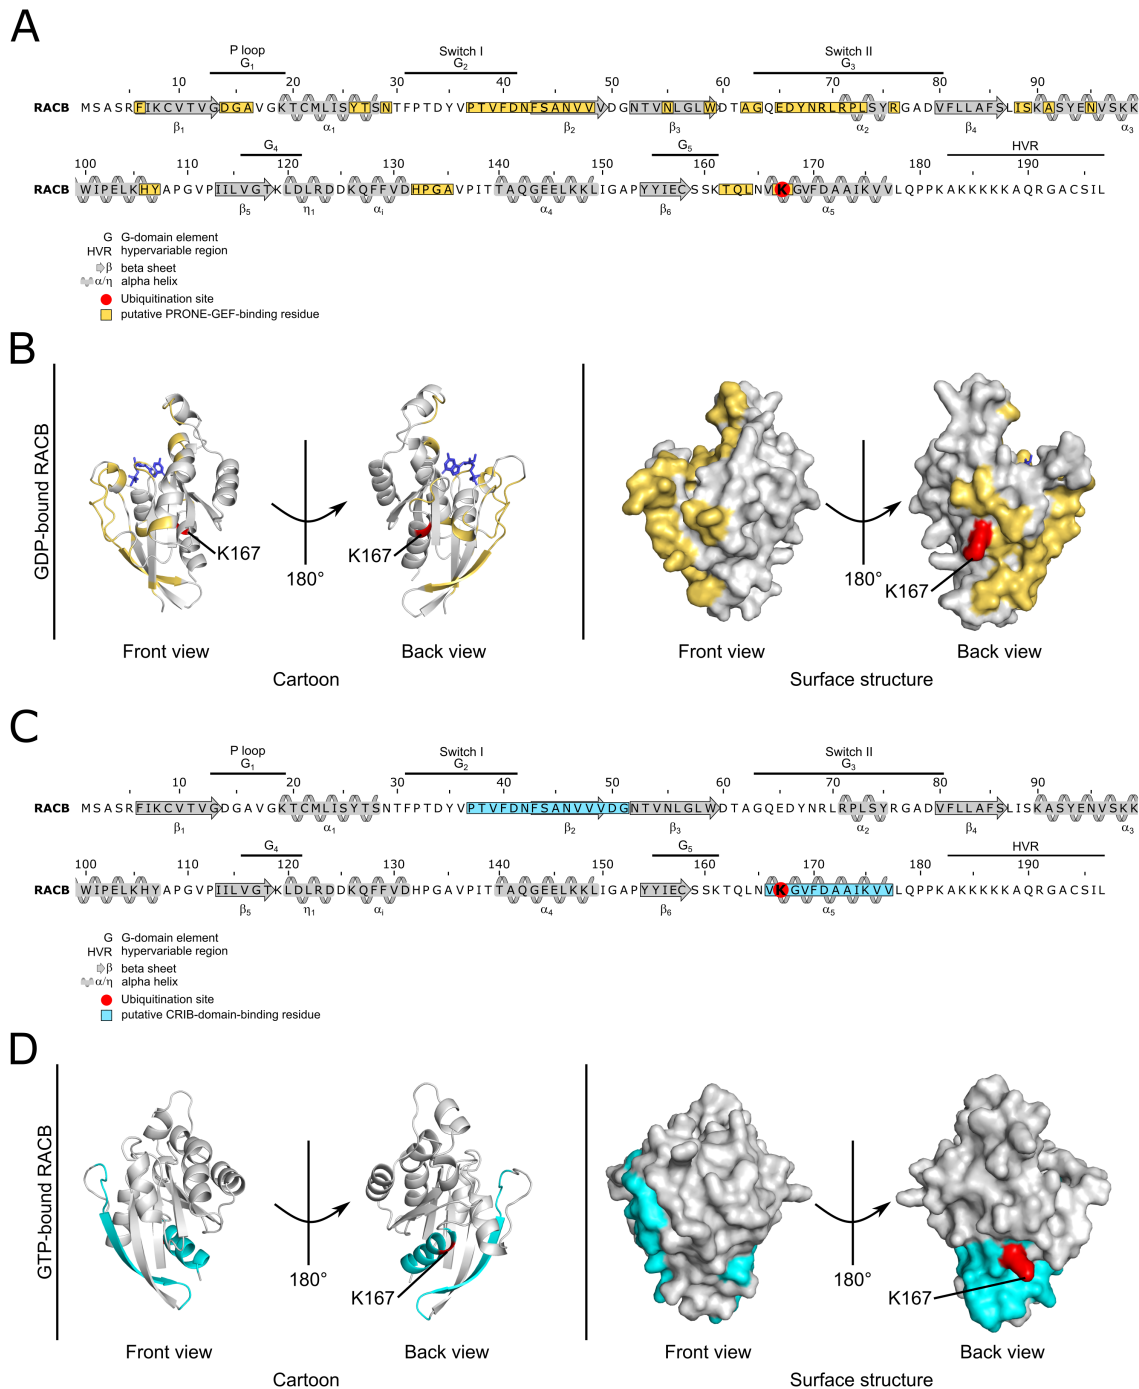 A
P loop Switch I Switch II
G1 G2 G3
10 20 30 40 50 60 70 80 90
RACB MSASRFIKCVTVGDGAVGKTCMLISYTSNTFPTDYVPTVFDNFSANVVVDGNTVNLGLWDTAGQEDYNRLRPLSYRGADVFLLAFSLISKASYENVSKK
β1 α1 β2 β3 α2 β4 α3
G4 G5 HVR
100 110 120 130 140 150 160 170 180 190
RACB WIPELKHYAPGVPIILVGTKLDLRDDKQFFVDHPGAVPITTAQGEELKKLIGAPYYIECSSKTQLNVKGVFDAAIKVVLQPPKAKKKKKAQRGACSIL
β5 η1 αi α4 β6 α5
G G-domain element
HVR hypervariable region
β beta sheet
α/η alpha helix
Ubiquitination site
putative PRONE-GEF-binding residue
B
GDP-bound RACB
K167 K167 K167
180° 180°
Front view Back view Front view Back view
Cartoon Surface structure
C
P loop Switch I Switch II
G1 G2 G3
10 20 30 40 50 60 70 80 90
RACB MSASRFIKCVTVGDGAVGKTCMLISYTSNTFPTDYVPTVFDNFSANVVVDGNTVNLGLWDTAGQEDYNRLRPLSYRGADVFLLAFSLISKASYENVSKK
β1 α1 β2 β3 α2 β4 α3
G4 G5 HVR
100 110 120 130 140 150 160 170 180 190
RACB WIPELKHYAPGVPIILVGTKLDLRDDKQFFVDHPGAVPITTAQGEELKKLIGAPYYIECSSKTQLNVKGVFDAAIKVVLQPPKAKKKKKAQRGACSIL
β5 η1 αi α4 β6 α5
G G-domain element
HVR hypervariable region
β beta sheet
α/η alpha helix
Ubiquitination site
putative CRIB-domain-binding residue
D
GTP-bound RACB
K167 K167
180° 180°
Front view Back view Front view Back view
Cartoon Surface structure